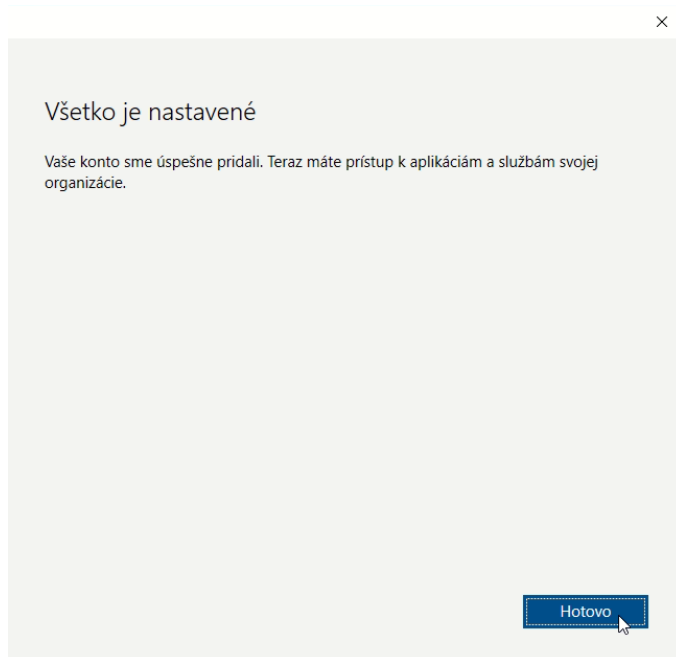 Všetko je nastavené
Vaše konto sme úspešne pridali. Teraz máte prístup k aplikáciám a službám svojej
organizácie.
Hotovo